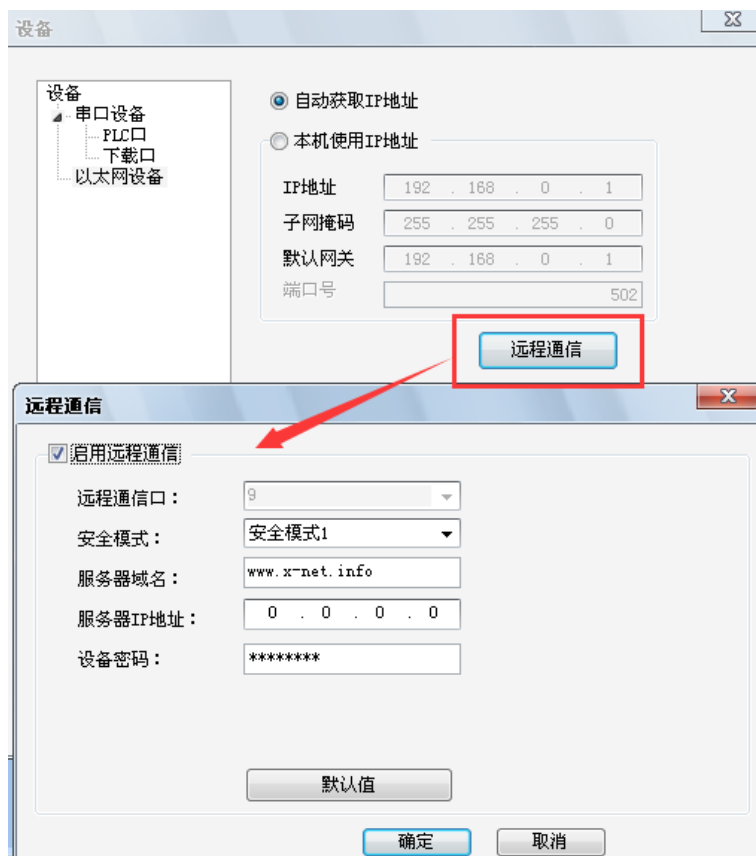 设备
设备
串口设备
PLC口
下载口
以太网设备
自动获取IP地址
本机使用IP地址
IP地址 192 . 168 . 0 . 1
子网掩码 255 . 255 . 255 . 0
默认网关 192 . 168 . 0 . 1
端口号 502
远程通信
远程通信
启用远程通信
远程通信口： 9
安全模式： 安全模式1
服务器域名： www.x-net.info
服务器IP地址： 0 . 0 . 0 . 0
设备密码： ********
默认值
确定 取消